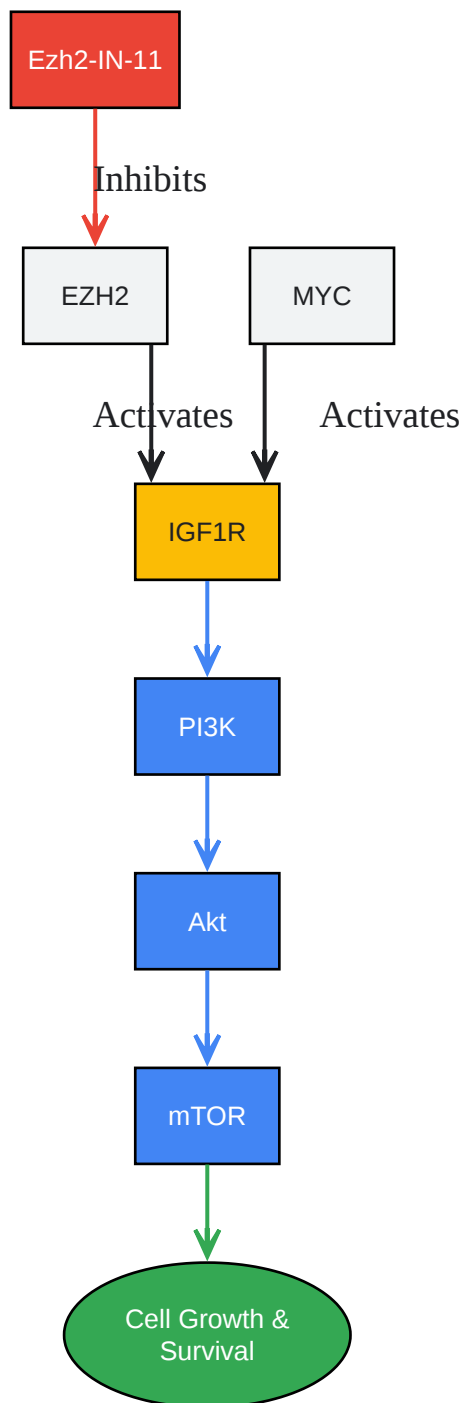 Ezh2-IN-11
Inhibits
EZH2
MYC
Activates
Activates
IGF1R
PI3K
Akt
mTOR
Cell Growth &
Survival